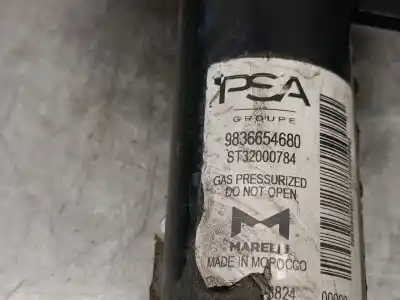 PSA
GROUPE
9836654680
ST32000784
GAS PRESSURIZED
DO NOT OPEN
MARELLI
MADE IN MOROCCO